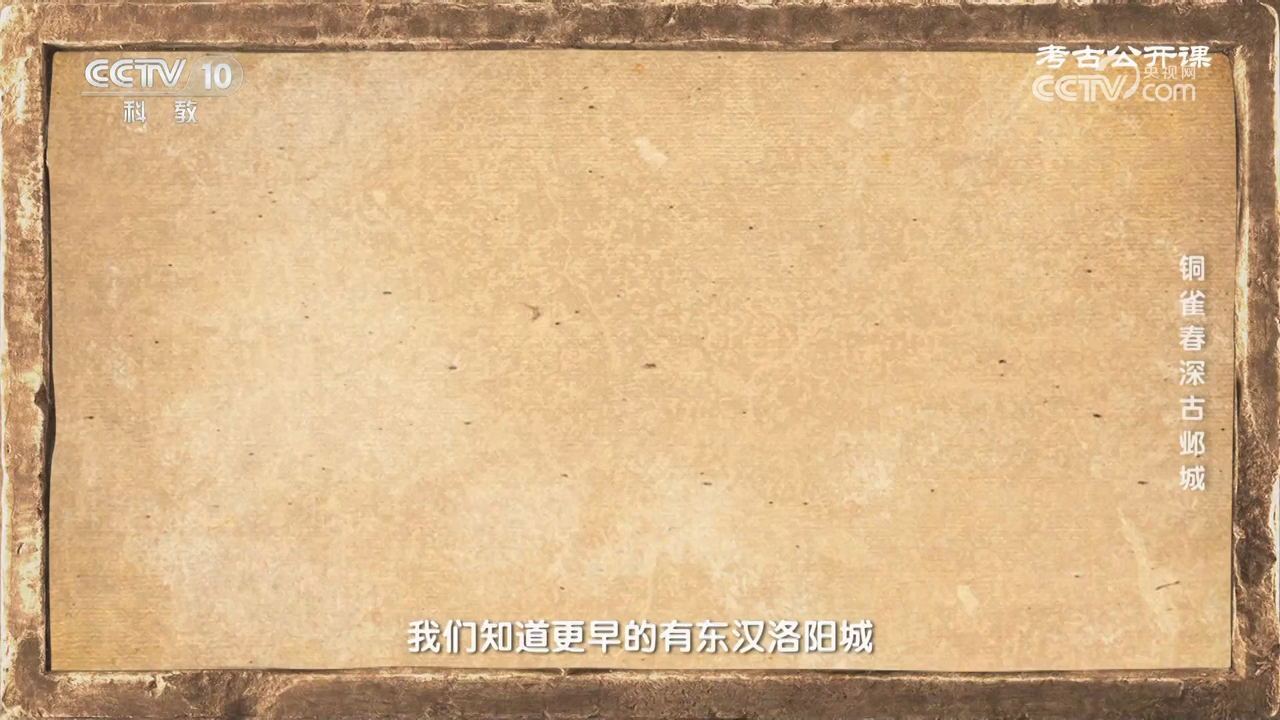 CCTV 10
科教
考古公开课
央视网
CCTV.com
铜雀春深古邺城
我们知道更早的有东汉洛阳城